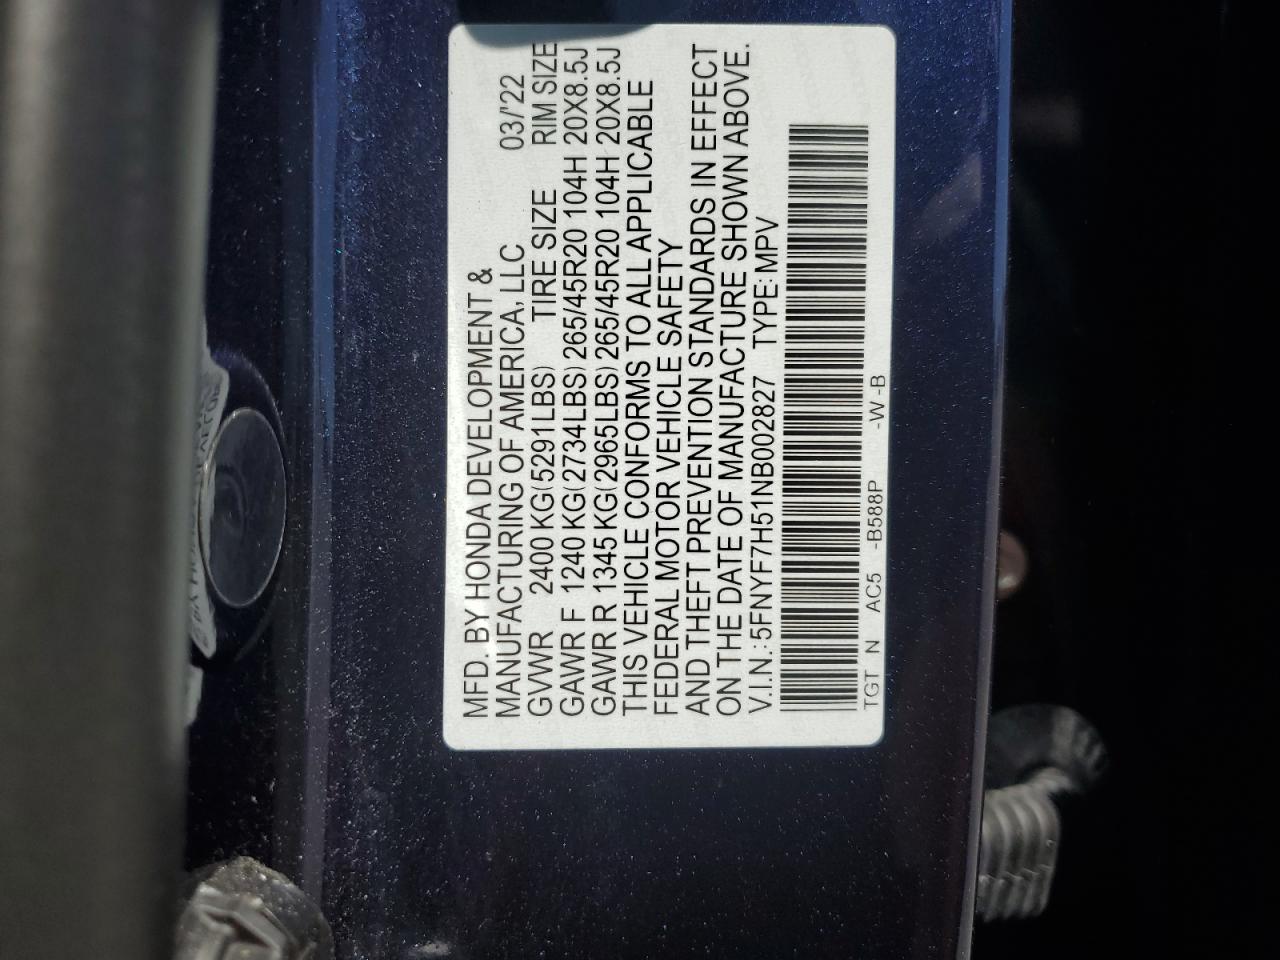 MFD. BY HONDA DEVELOPMENT &
MANUFACTURING OF AMERICA, LLC 03/'22
GVWR 2400 KG(5291LBS) TIRE SIZE RIM SIZE
GAWR F 1240 KG(2734LBS) 265/45R20 104H 20X8.5J
GAWR R 1345 KG(2965LBS) 265/45R20 104H 20X8.5J
THIS VEHICLE CONFORMS TO ALL APPLICABLE
FEDERAL MOTOR VEHICLE SAFETY
AND THEFT PREVENTION STANDARDS IN EFFECT
ON THE DATE OF MANUFACTURE SHOWN ABOVE.
V.I.N.: 5FNYF7H51NB002827 TYPE: MPV
TGT N AC5 -B588P -W -B